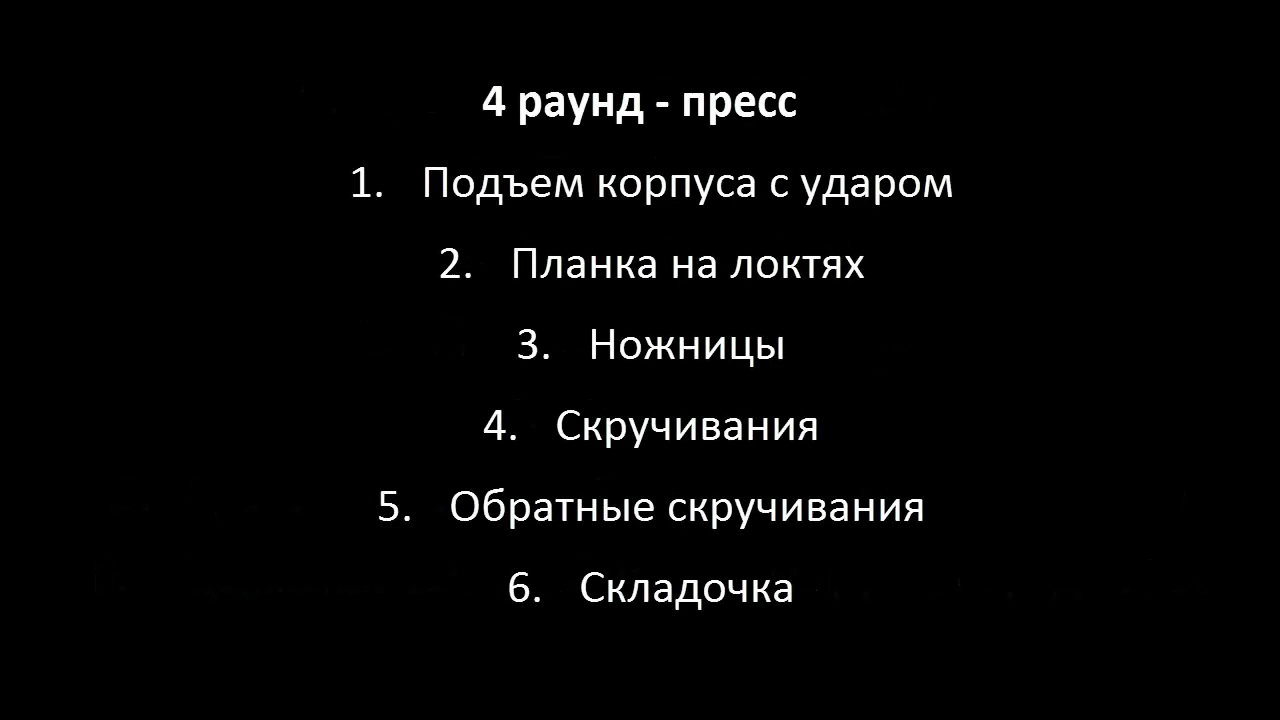 4 раунд - пресс
1. Подъем корпуса с ударом
2. Планка на локтях
3. Ножницы
4. Скручивания
5. Обратные скручивания
6. Складочка